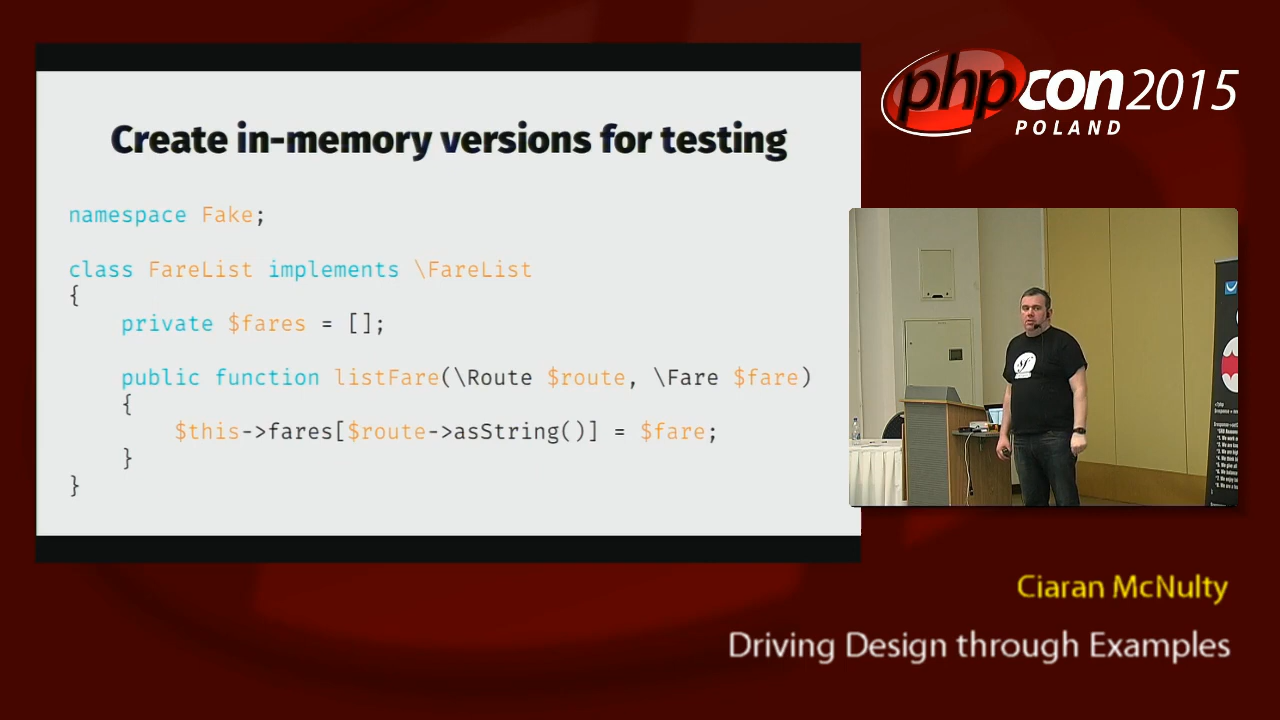 Create in-memory versions for testing
namespace Fake;
class FareList implements \FareList
{
    private $fares = [];
    public function listFare(\Route $route, \Fare $fare)
    {
        $this->fares[$route->asString()] = $fare;
    }
}
phpcon2015
POLAND
Ciaran McNulty
Driving Design through Examples